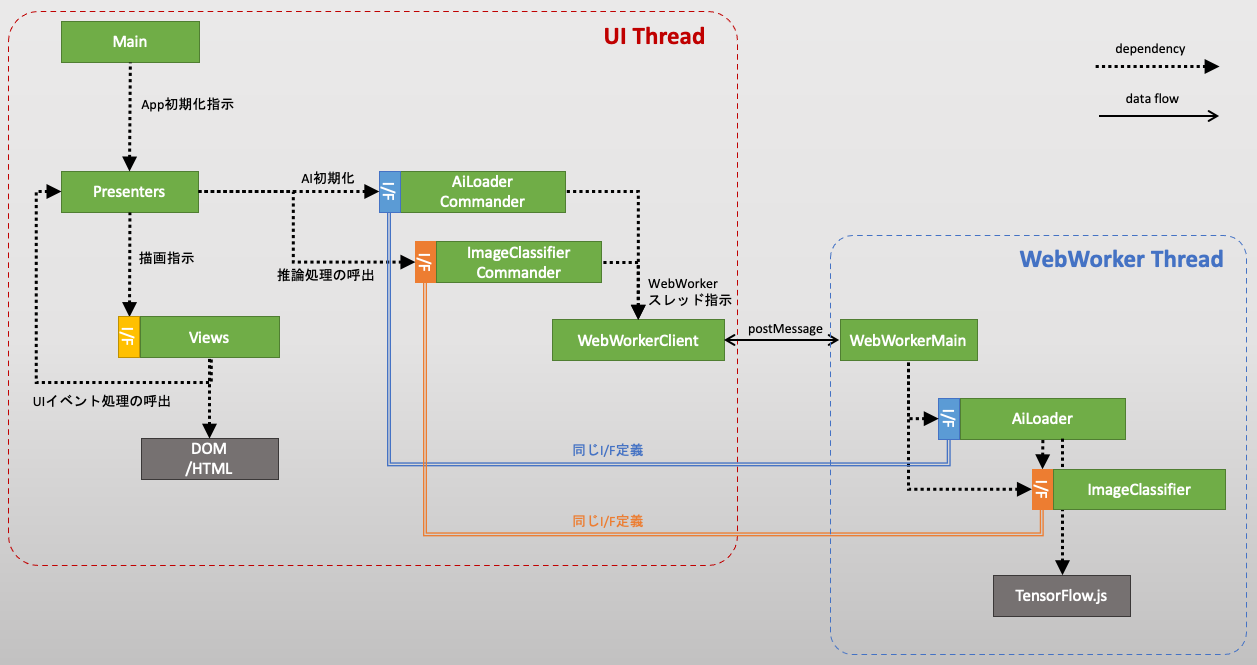 UI Thread
Main
dependency
App初期化指示
data flow
Presenters
AI初期化
I/F
AiLoader
Commander
描画指示
I/F
ImageClassifier
Commander
推論処理の呼出
WebWorker
スレッド指示
WebWorker Thread
I/F
Views
WebWorkerClient
postMessage
WebWorkerMain
UIイベント処理の呼出
DOM
/HTML
I/F
AiLoader
同じI/F定義
I/F
ImageClassifier
同じI/F定義
TensorFlow.js